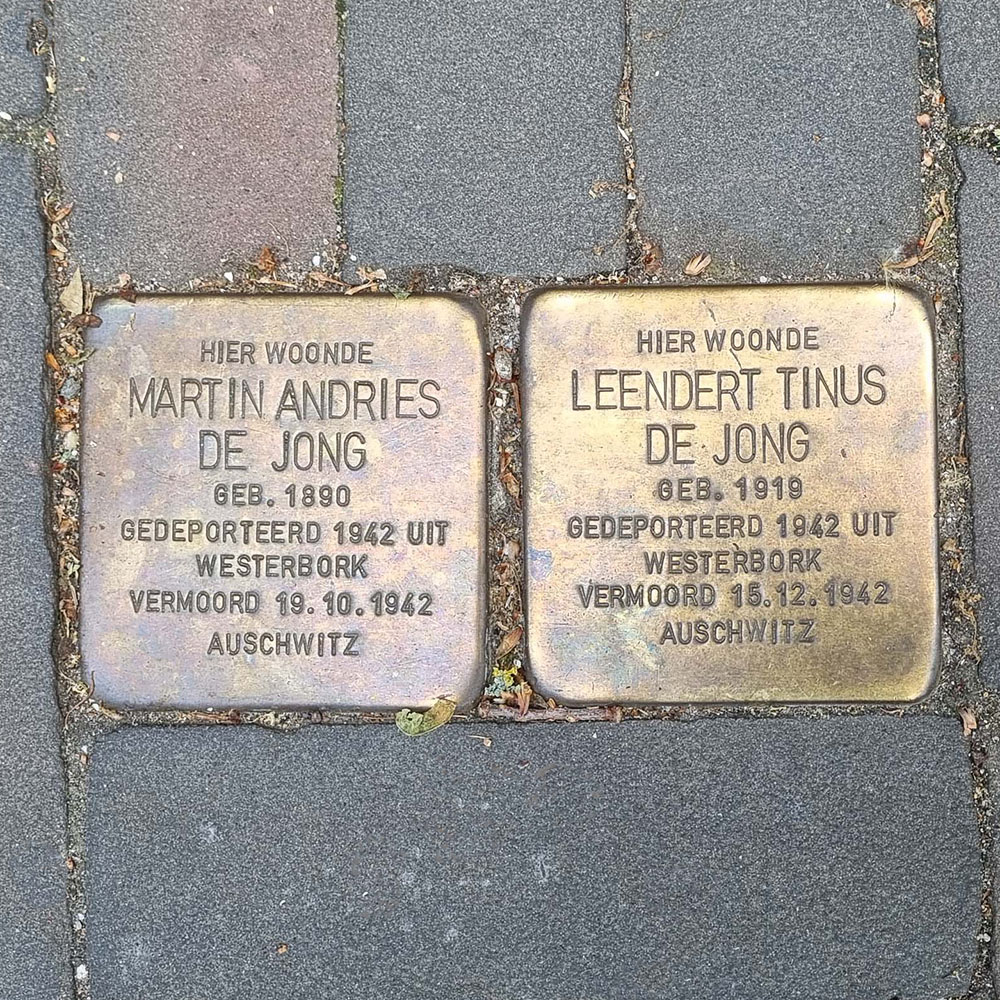 HIER WOONDE
MARTIN ANDRIES
DE JONG
GEB. 1890
GEDEPORTEERD 1942 UIT
WESTERBORK
VERMOORD 19.10.1942
AUSCHWITZ
HIER WOONDE
LEENDERT TINUS
DE JONG
GEB. 1919
GEDEPORTEERD 1942 UIT
WESTERBORK
VERMOORD 15.12.1942
AUSCHWITZ